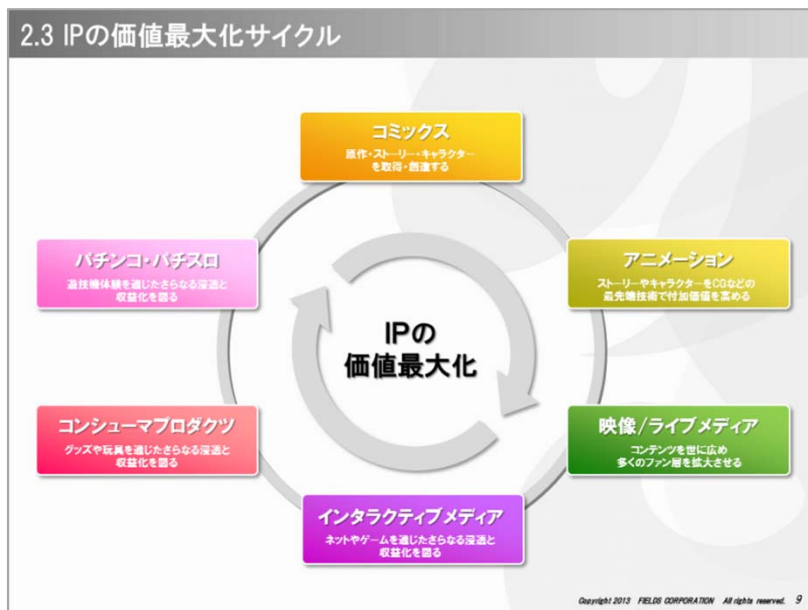 2.3 IPの価値最大化サイクル
コミックス
原作・ストーリー・キャラクター
を取得・創造する
アニメーション
ストーリーやキャラクターをCGなどの
最先端技術で付加価値を高める
映像/ライブメディア
コンテンツを世に広め
多くのファン層を拡大させる
インタラクティブメディア
ネットやゲームを通じたさらなる浸透と
収益化を図る
コンシューマプロダクツ
グッズや玩具を通じたさらなる浸透と
収益化を図る
パチンコ・パチスロ
遊技機体験を通じたさらなる浸透と
収益化を図る
IPの
価値最大化
Copyright 2013 FIELDS CORPORATION All rights reserved. 9